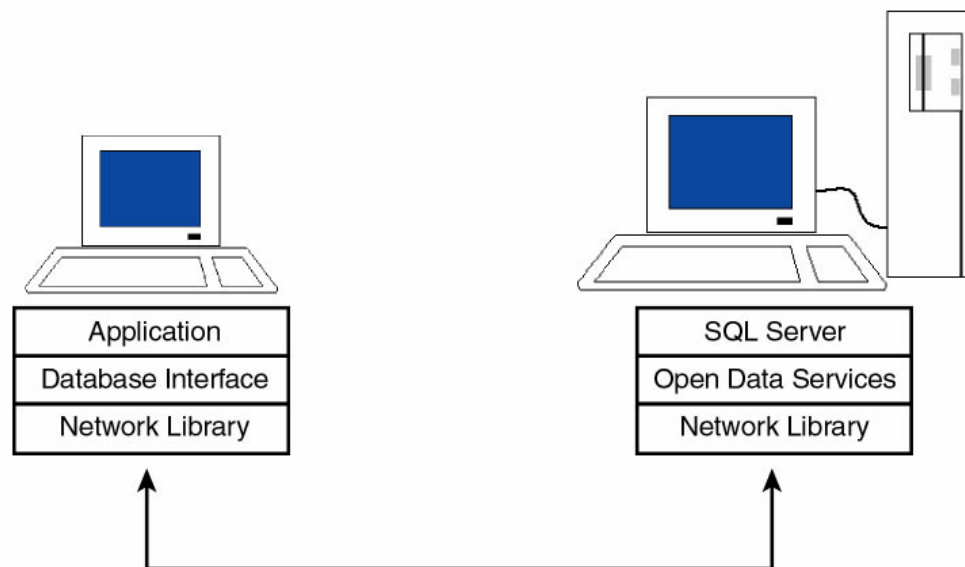 Application
Database Interface
Network Library
SQL Server
Open Data Services
Network Library